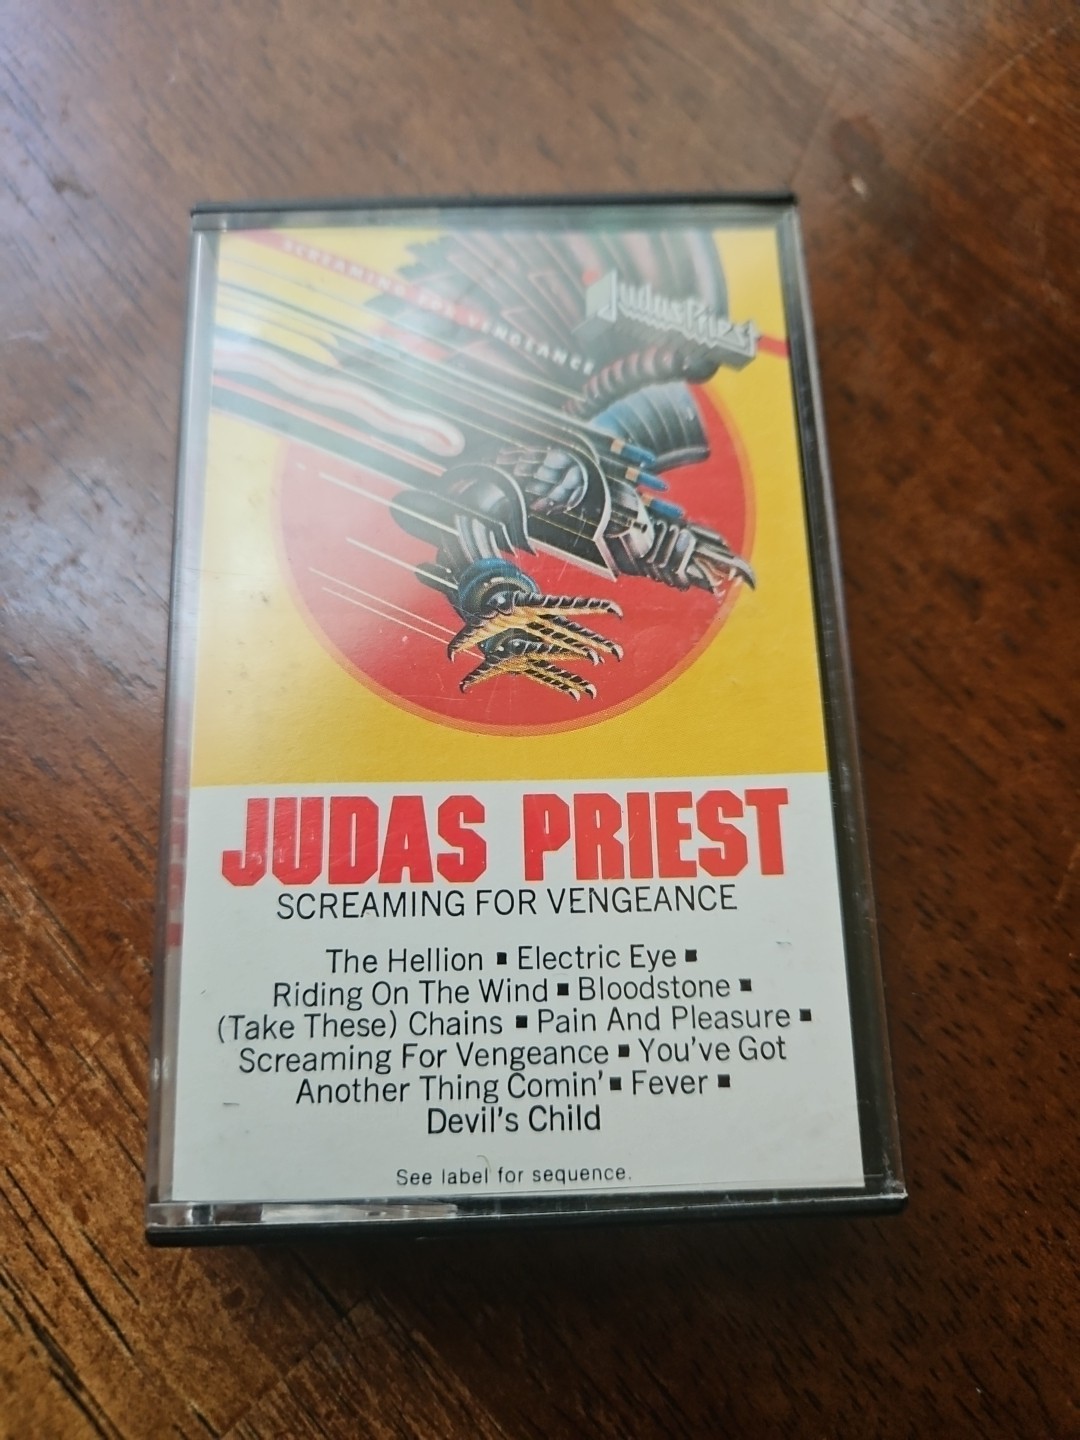 SCREAMING FOR VENGEANCE
Judas Priest
JUDAS PRIEST
SCREAMING FOR VENGEANCE
The Hellion ▪ Electric Eye ▪
Riding On The Wind ▪ Bloodstone ▪
(Take These) Chains ▪ Pain And Pleasure ▪
Screaming For Vengeance ▪ You've Got
Another Thing Comin' ▪ Fever ▪
Devil's Child
See label for sequence.